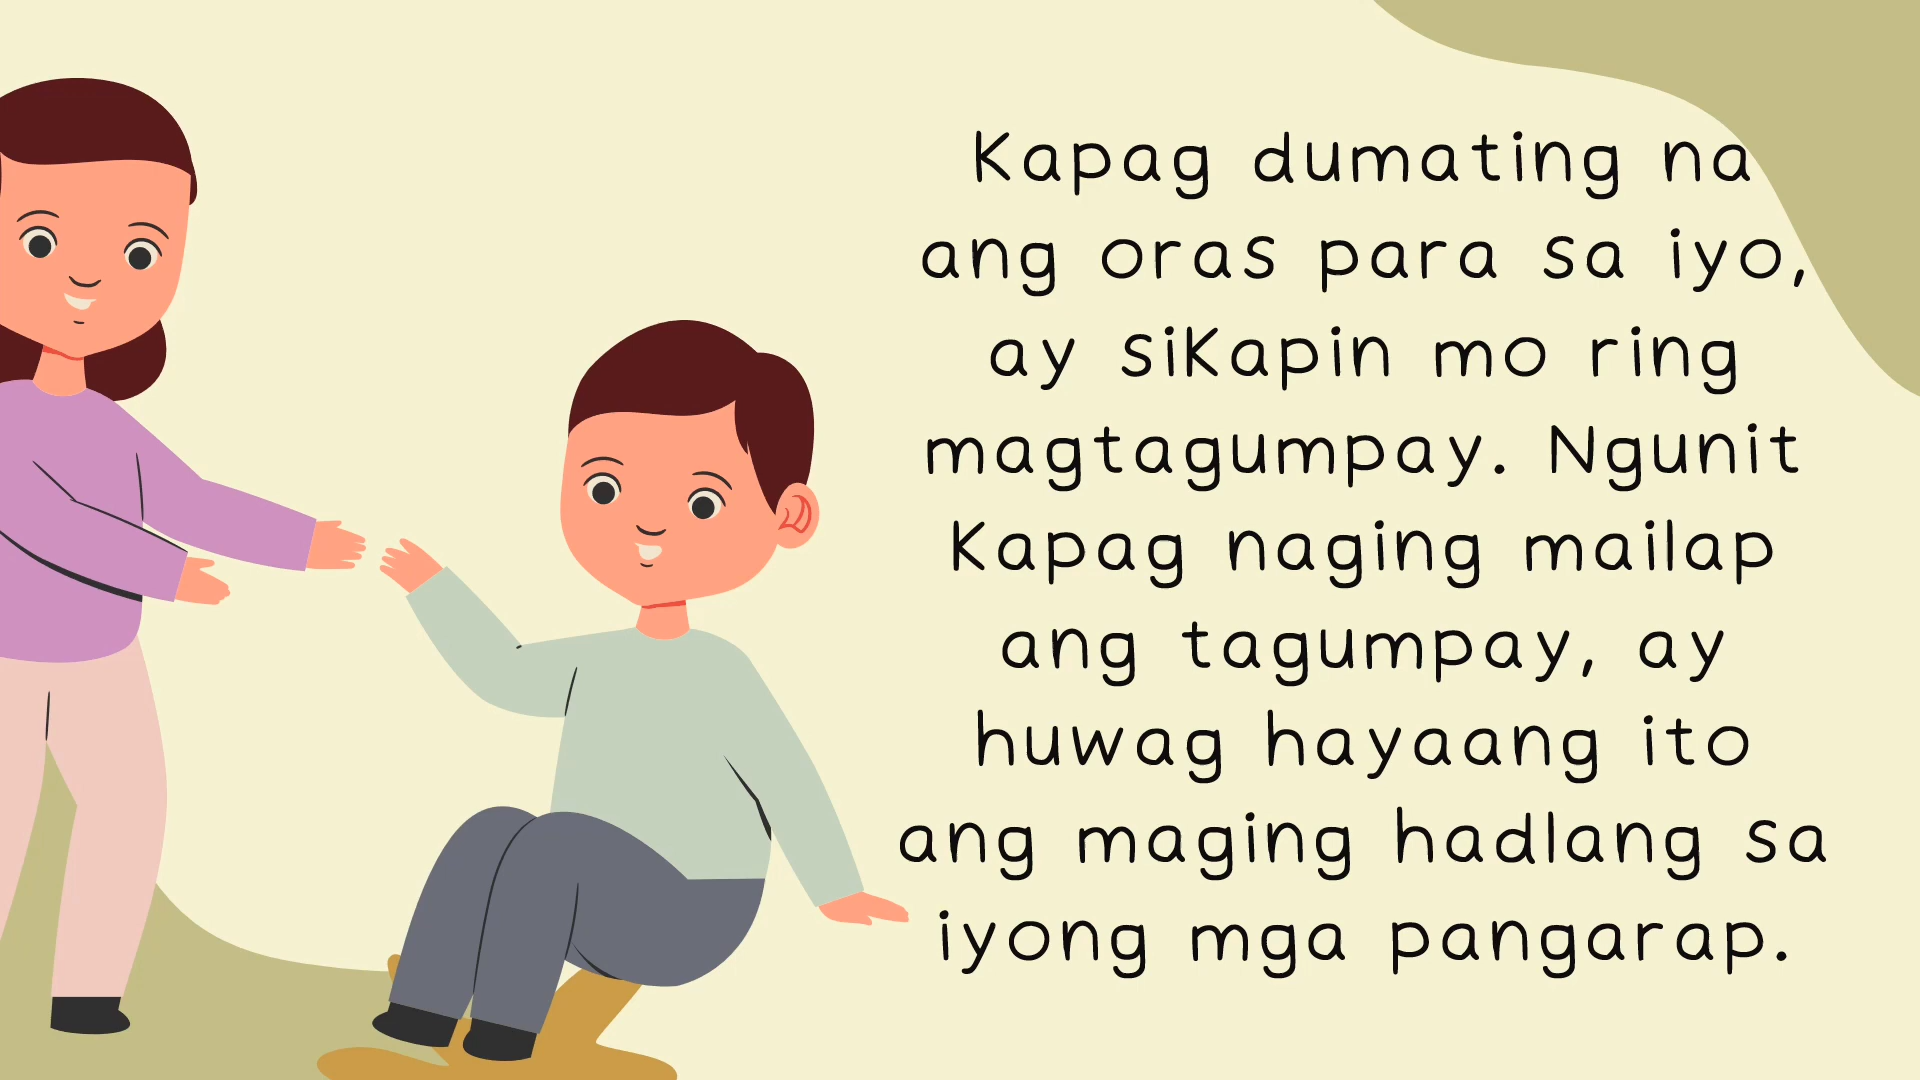 Kapag dumating na
ang oras para sa iyo,
ay sikapin mo ring
magtagumpay. Ngunit
kapag naging mailap
ang tagumpay, ay
huwag hayaang ito
ang maging hadlang sa
iyong mga pangarap.